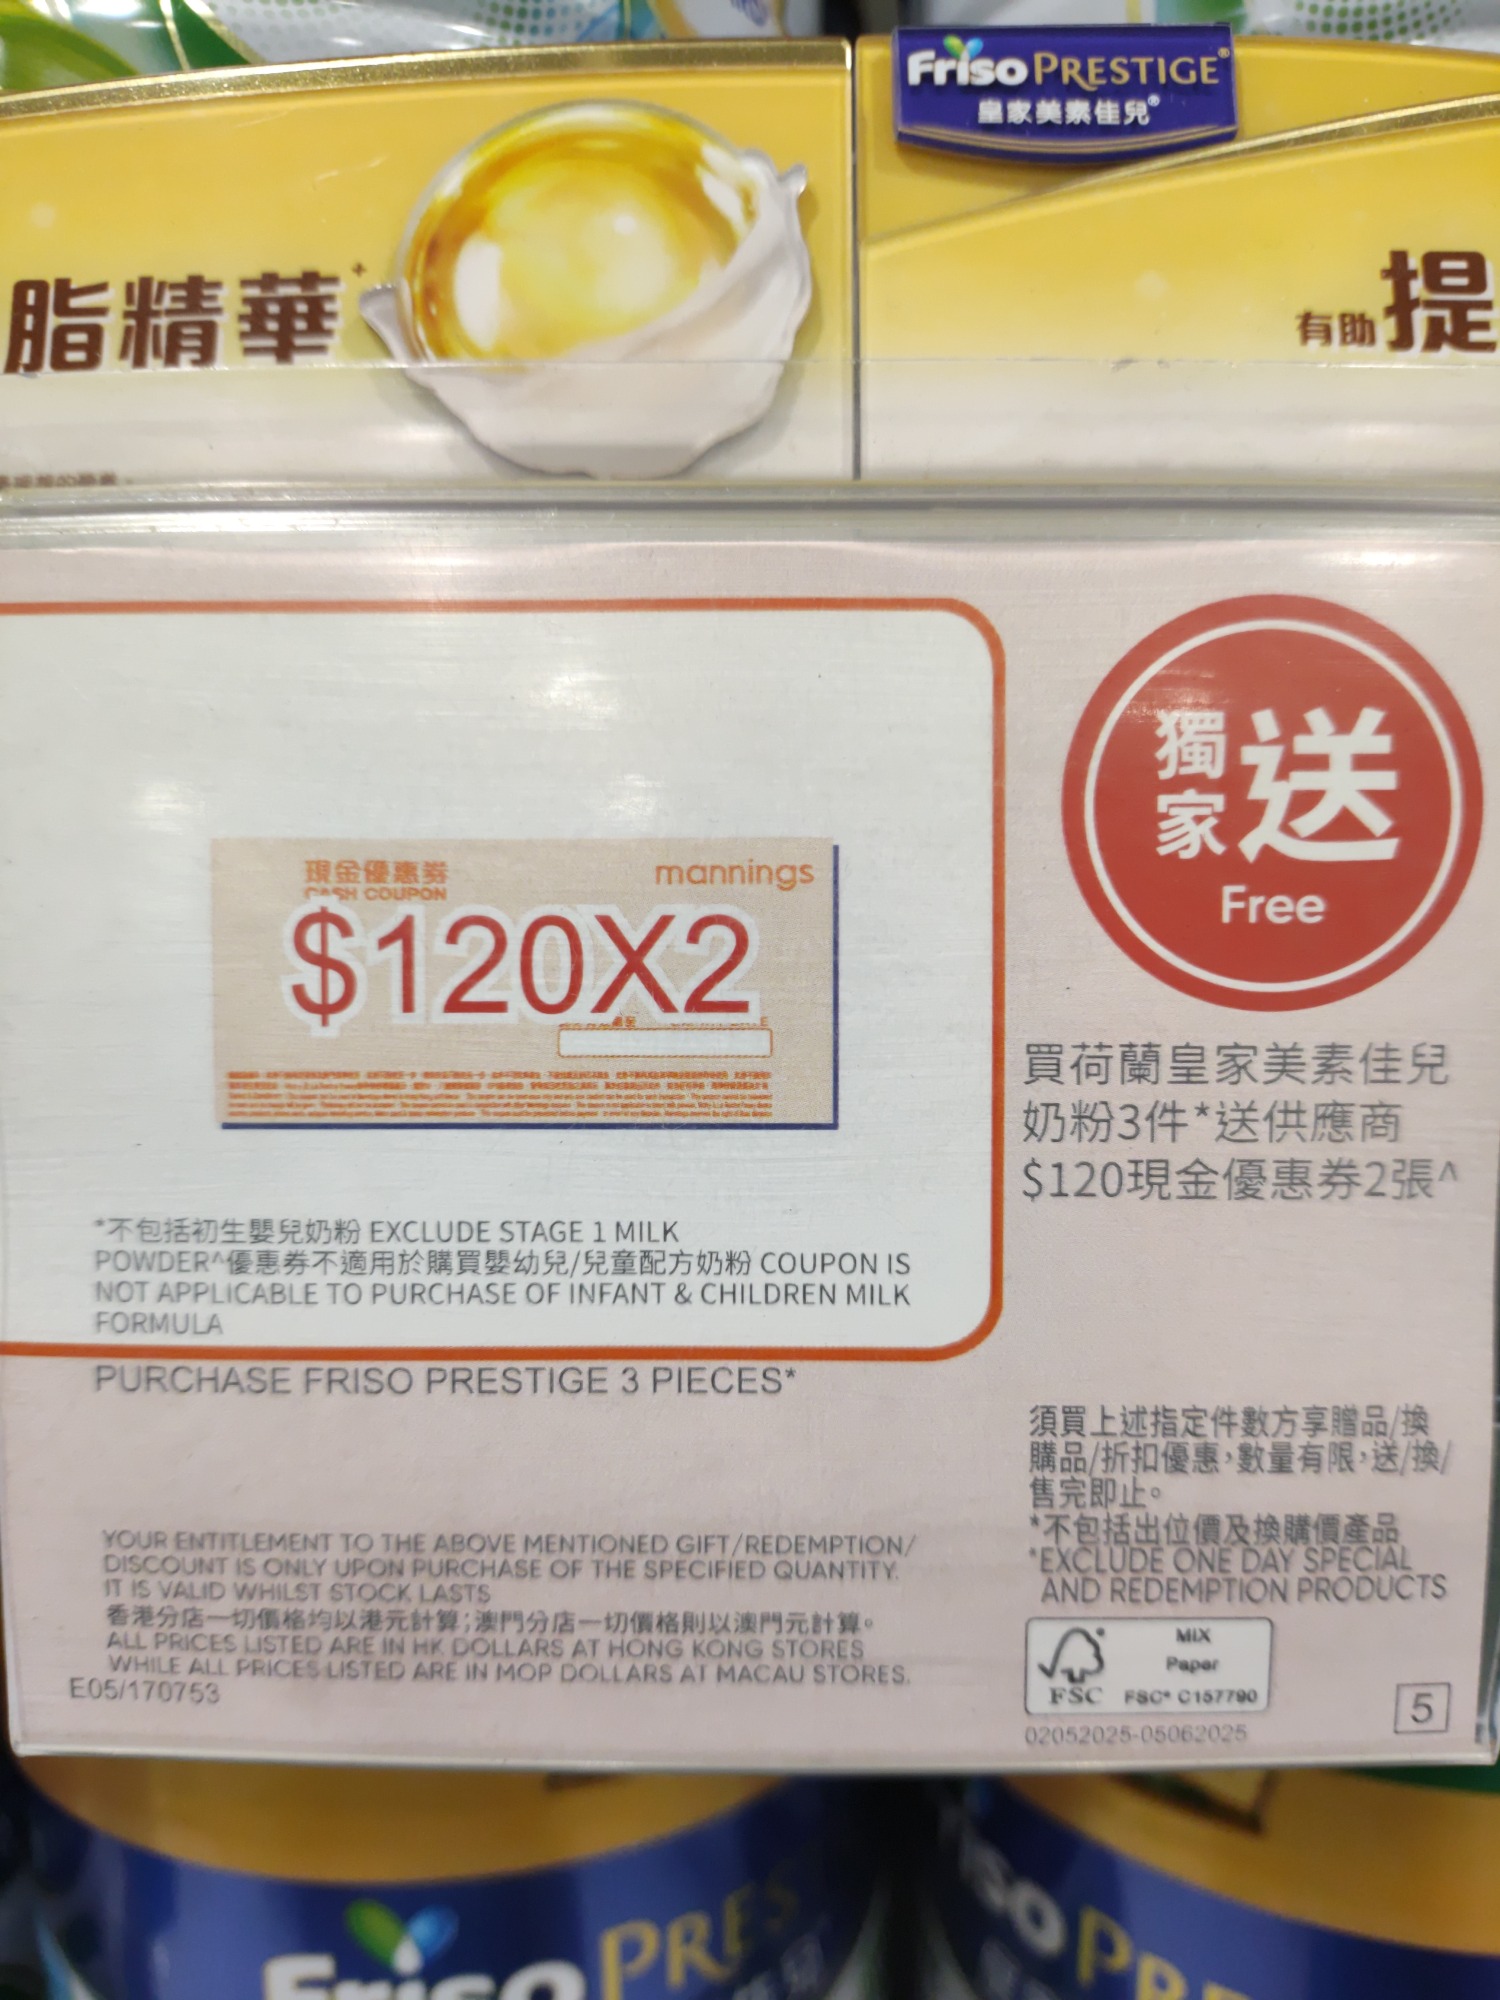 Friso PRESTIGE®
皇家美素佳兒®
脂精華+
有助提
現金優惠券
CASH COUPON
mannings
$120X2
獨家送
Free
買荷蘭皇家美素佳兒
奶粉3件*送供應商
$120現金優惠券2張^
*不包括初生嬰兒奶粉 EXCLUDE STAGE 1 MILK
POWDER^優惠券不適用於購買嬰幼兒/兒童配方奶粉 COUPON IS
NOT APPLICABLE TO PURCHASE OF INFANT & CHILDREN MILK
FORMULA
PURCHASE FRISO PRESTIGE 3 PIECES*
須買上述指定件數方享贈品/換
購品/折扣優惠,數量有限,送/換/
售完即止。
*不包括出位價及換購價產品
*EXCLUDE ONE DAY SPECIAL
AND REDEMPTION PRODUCTS
YOUR ENTITLEMENT TO THE ABOVE MENTIONED GIFT/REDEMPTION/
DISCOUNT IS ONLY UPON PURCHASE OF THE SPECIFIED QUANTITY.
IT IS VALID WHILST STOCK LASTS
香港分店一切價格均以港元計算;澳門分店一切價格則以澳門元計算。
ALL PRICES LISTED ARE IN HK DOLLARS AT HONG KONG STORES
WHILE ALL PRICES LISTED ARE IN MOP DOLLARS AT MACAU STORES.
E05/170753
MIX
Paper
FSC FSC® C157790
02052025-05062025
5
Friso PRES
so PRE